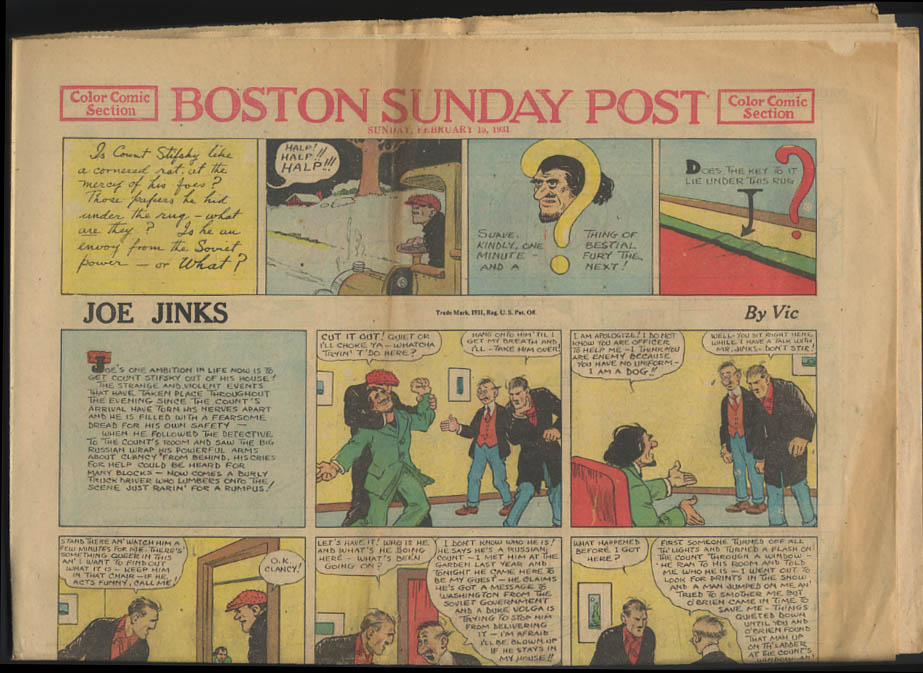 Color Comic
Section
BOSTON SUNDAY POST
Color Comic
Section
SUNDAY, FEBRUARY 15, 1931
Is Count Stifsky like
a cornered rat, at the
mercy of his foes?
Those papers he hid
under the rug - what
are they? Is he an
envoy from the Soviet
power - or What?
HALP!!
HALP!!
HALP!!!
SUAVE,
KINDLY, ONE
MINUTE -
AND A
THING OF
BESTIAL
FURY THE
NEXT!
DOES THE KEY TO IT
LIE UNDER THIS RUG
JOE JINKS
Trade Mark, 1931, Reg. U. S. Pat. Off.
By Vic
JOE'S ONE AMBITION IN LIFE NOW IS TO
GET COUNT STIFSKY OUT OF HIS HOUSE!
THE STRANGE AND VIOLENT EVENTS
THAT HAVE TAKEN PLACE THROUGHOUT
THE EVENING SINCE THE COUNT'S
ARRIVAL HAVE TORN HIS NERVES APART
AND HE IS FILLED WITH A FEARSOME
DREAD FOR HIS OWN SAFETY -
WHEN HE FOLLOWED THE DETECTIVE
TO THE COUNT'S ROOM AND SAW THE BIG
RUSSIAN WRAP HIS POWERFUL ARMS
ABOUT CLANCY FROM BEHIND, HIS CRIES
FOR HELP COULD BE HEARD FOR
MANY BLOCKS - NOW COMES A BURLY
TRUCK DRIVER WHO LUMBERS ONTO THE
SCENE JUST RARIN' FOR A RUMPUS!
CUT IT OUT! QUIET OR
I'LL CHOKE YA - WHATCHA
TRYIN' T' DO HERE?
HANG ONTO HIM 'TIL I
GET MY BREATH AND
I'LL - TAKE HIM OVER!
I AM APOLOGIZE! I DO NOT
KNOW YOU ARE OFFICER
TO HELP ME - I THINK YOU
ARE ENEMY BECAUSE
YOU HAVE NO UNIFORM -
I AM A DOG!!
WELL - YOU SIT RIGHT HERE
WHILE I HAVE A TALK WITH
MR. JINKS - DON'T STIR!
STAND THERE AN' WATCH HIM A
FEW MINUTES FOR ME. THERE'S
SOMETHING QUEER IN THIS
AN' I WANT TO FIND OUT
WHAT IT IS - KEEP HIM
IN THAT CHAIR - IF HE
ACTS FUNNY, CALL ME!
O.K.
CLANCY!
LET'S HAVE IT! WHO IS HE
AND WHAT'S HE DOING
HERE - WHAT'S BEEN
GOING ON?
I DON'T KNOW WHO HE IS!
HE SAYS HE'S A RUSSIAN
COUNT - I MET HIM AT THE
GARDEN LAST YEAR AND
TONIGHT HE CAME HERE TO
BE MY GUEST - HE CLAIMS
HE'S GOT A MESSAGE TO
WASHINGTON FROM THE
SOVIET GOVERNMENT
AND A DUKE VOLGA IS
TRYING TO STOP HIM
FROM DELIVERING
IT - I'M AFRAID
I'LL BE BLOWN UP
IF HE STAYS IN
MY HOUSE!!
WHAT HAPPENED
BEFORE I GOT
HERE?
FIRST SOMEONE TURNED OFF ALL
TH' LIGHTS AND TURNED A FLASH ON
THE COUNT THROUGH A WINDOW -
HE RAN TO HIS ROOM AND TOLD
ME WHO HE IS - I WENT OUT TO
LOOK FOR PRINTS IN THE SNOW
AND A MAN JUMPED ON ME AN'
TRIED TO SMOTHER ME BUT
O'BRIEN CAME IN TIME TO
SAVE ME - THINGS
QUIETED DOWN
UNTIL YOU AND
O'BRIEN FOUND
THAT MAN UP
ON TH' LADDER
AT THE COUNT'S
WINDOW AN'